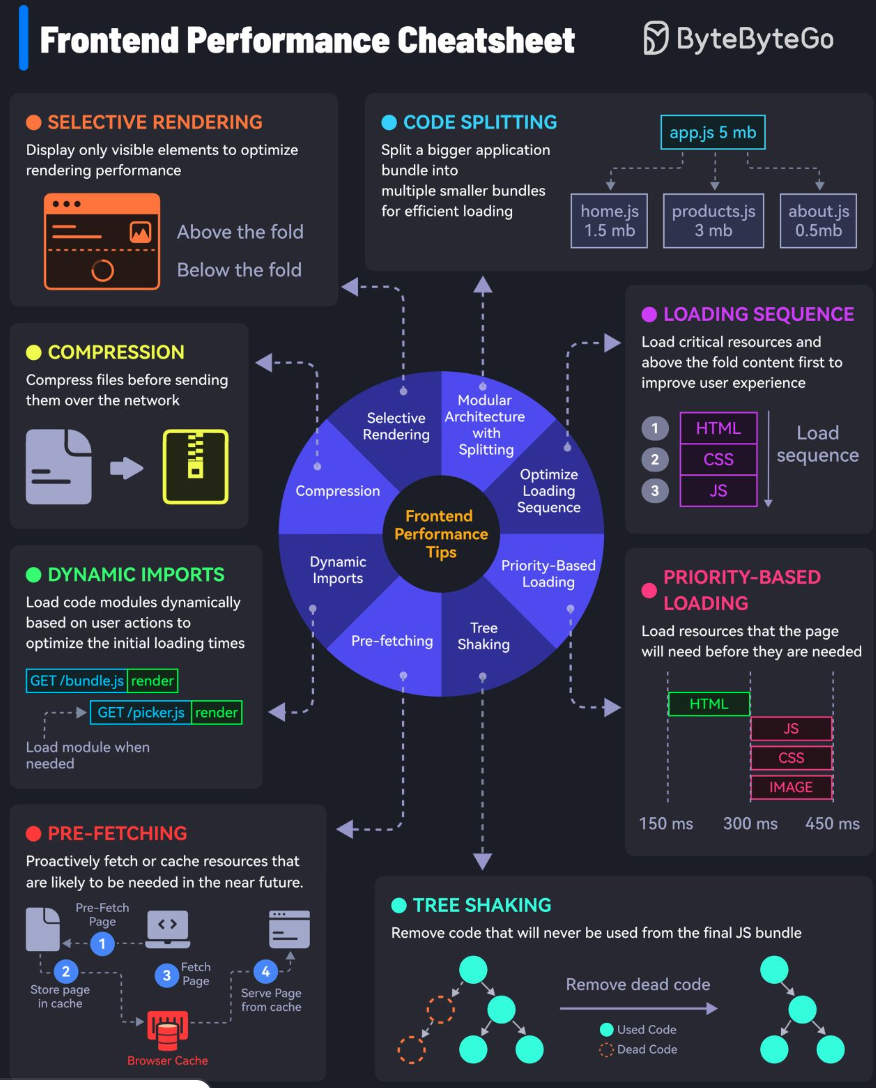 Frontend Performance Cheatsheet
ByteByteGo
SELECTIVE RENDERING
Display only visible elements to optimize
rendering performance
Above the fold
Below the fold
CODE SPLITTING
Split a bigger application
bundle into
multiple smaller bundles
for efficient loading
app.js 5 mb
home.js
1.5 mb
products.js
3 mb
about.js
0.5mb
COMPRESSION
Compress files before sending
them over the network
LOADING SEQUENCE
Load critical resources and
above the fold content first to
improve user experience
1 HTML
2 CSS
3 JS
Load
sequence
Selective
Rendering
Modular
Architecture
with
Splitting
Compression
Optimize
Loading
Sequence
Frontend
Performance
Tips
Dynamic
Imports
Priority-Based
Loading
Pre-fetching
Tree
Shaking
DYNAMIC IMPORTS
Load code modules dynamically
based on user actions to
optimize the initial loading times
GET /bundle.js render
GET /picker.js render
Load module when
needed
PRIORITY-BASED
LOADING
Load resources that the page
will need before they are needed
HTML
JS
CSS
IMAGE
150 ms 300 ms 450 ms
PRE-FETCHING
Proactively fetch or cache resources that
are likely to be needed in the near future.
Pre-Fetch
Page
1
2
Store page
in cache
3
Fetch
Page
4
Serve Page
from cache
Browser Cache
TREE SHAKING
Remove code that will never be used from the final JS bundle
Remove dead code
Used Code
Dead Code